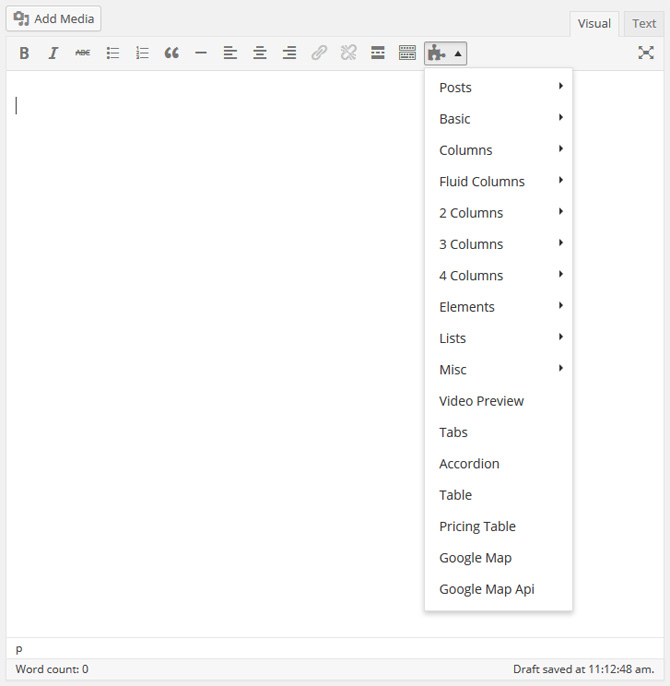 Add Media
Visual Text
B I ABC
Posts
Basic
Columns
Fluid Columns
2 Columns
3 Columns
4 Columns
Elements
Lists
Misc
Video Preview
Tabs
Accordion
Table
Pricing Table
Google Map
Google Map Api
p
Word count: 0 Draft saved at 11:12:48 am.